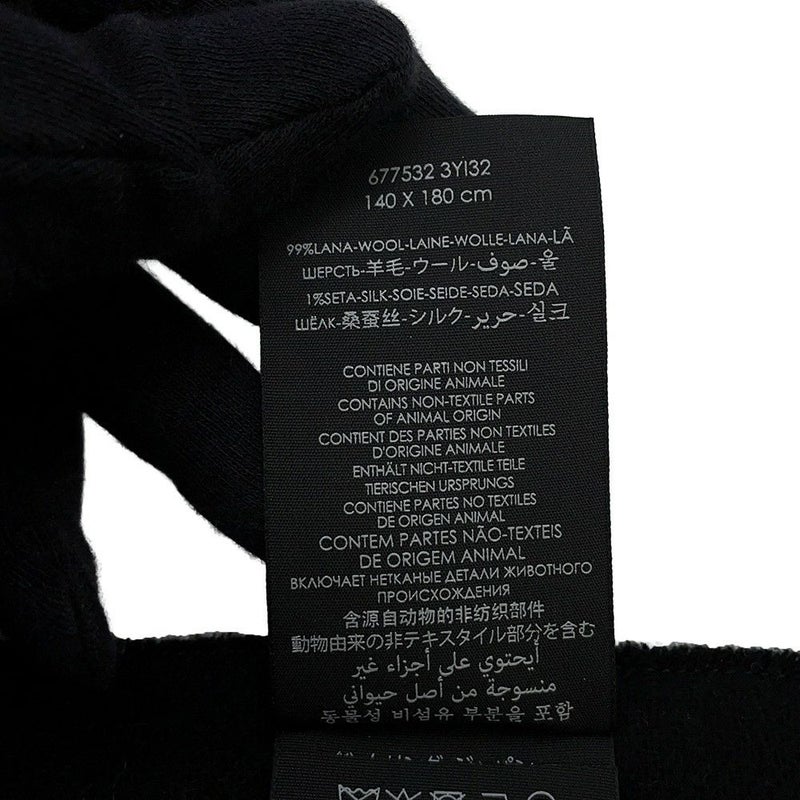 677532 3YI32
140 X 180 cm
99%LANA-WOOL-LAINE-WOLLE-LANA-LÃ
ШЕРСТЬ-羊毛-ウール-صوف-울
1%SETA-SILK-SOIE-SEIDE-SEDA-SEDA
ШЁЛК-桑蚕丝-シルク-حرير-실크
CONTIENE PARTI NON TESSILI
DI ORIGINE ANIMALE
CONTAINS NON-TEXTILE PARTS
OF ANIMAL ORIGIN
CONTIENT DES PARTIES NON TEXTILES
D'ORIGINE ANIMALE
ENTHÄLT NICHT-TEXTILE TEILE
TIERISCHEN URSPRUNGS
CONTIENE PARTES NO TEXTILES
DE ORIGEN ANIMAL
CONTEM PARTES NÃO-TEXTEIS
DE ORIGEM ANIMAL
ВКЛЮЧАЕТ НЕТКАНЫЕ ДЕТАЛИ ЖИВОТНОГО
ПРОИСХОЖДЕНИЯ
含源自动物的非纺织部件
動物由来の非テキスタイル部分を含む
أيحتوي على أجزاء غير
منسوجة من أصل حيواني
동물성 비섬유 부분을 포함